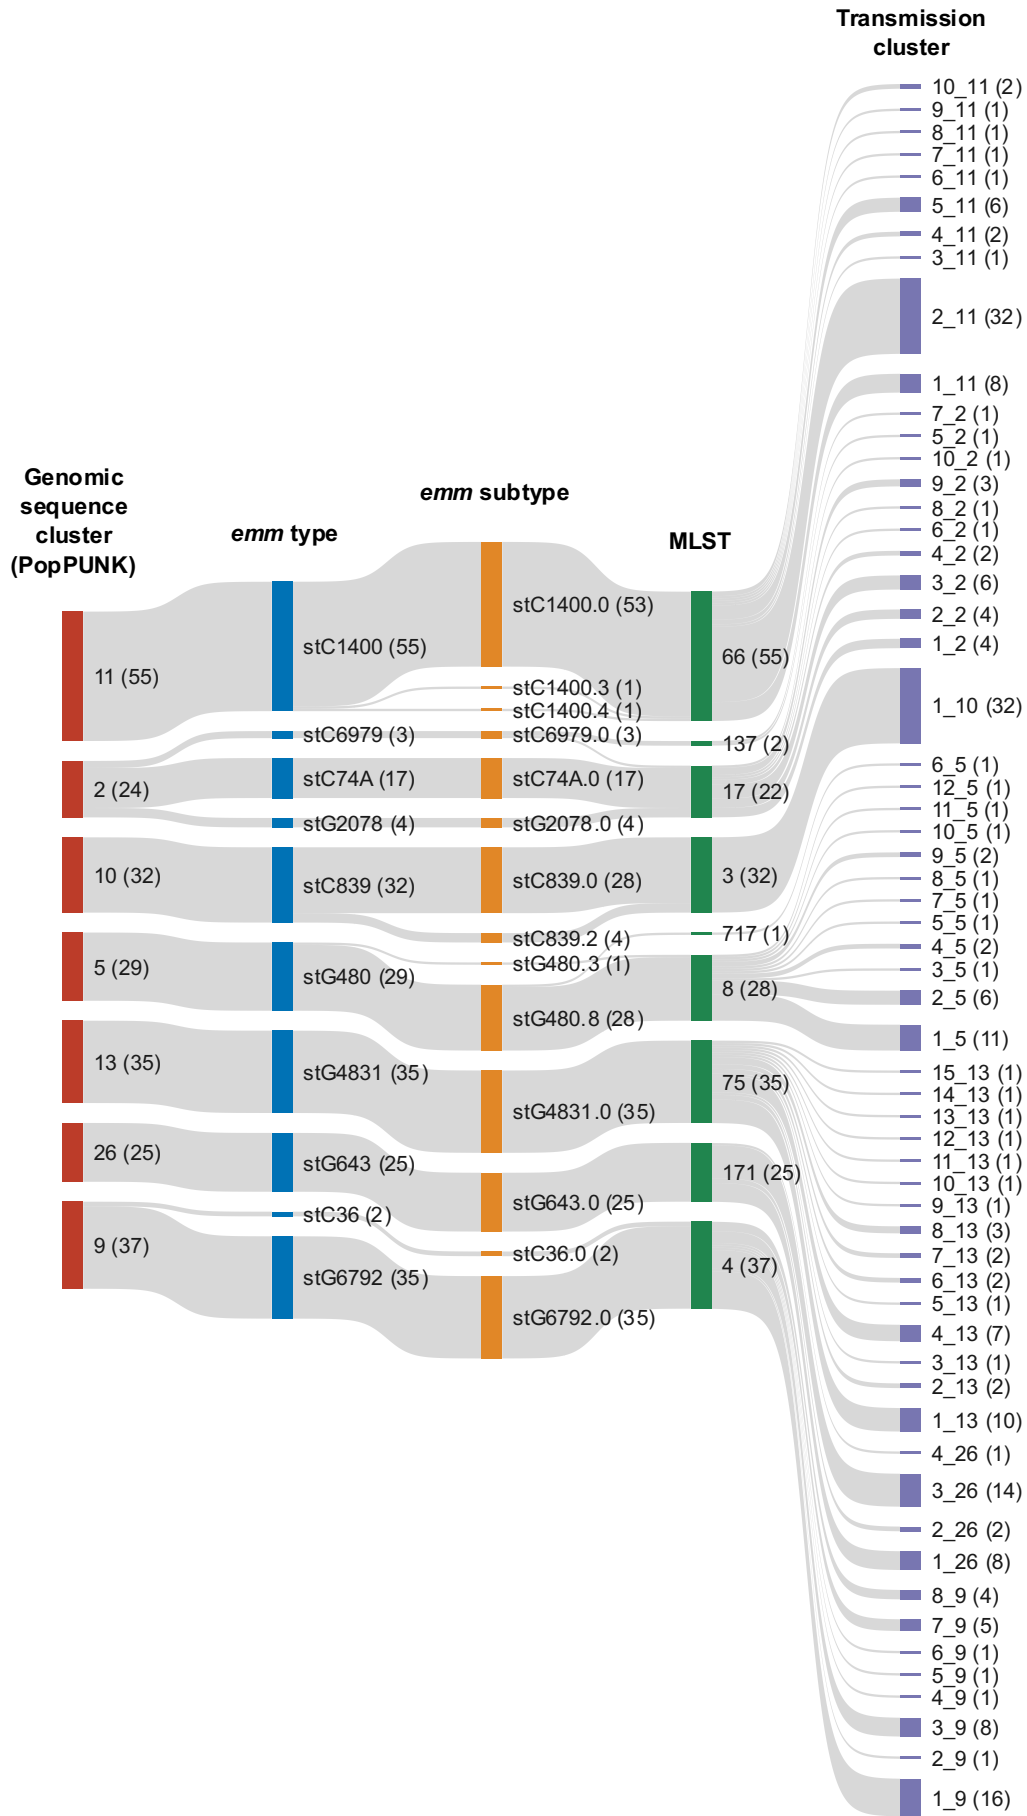 Transmission
cluster
10_11 (2)
9_11 (1)
8_11 (1)
7_11 (1)
6_11 (1)
5_11 (6)
4_11 (2)
3_11 (1)
2_11 (32)
1_11 (8)
7_2 (1)
5_2 (1)
10_2 (1)
9_2 (3)
8_2 (1)
6_2 (1)
4_2 (2)
3_2 (6)
2_2 (4)
1_2 (4)
1_10 (32)
6_5 (1)
12_5 (1)
11_5 (1)
10_5 (1)
9_5 (2)
8_5 (1)
7_5 (1)
5_5 (1)
4_5 (2)
3_5 (1)
2_5 (6)
1_5 (11)
15_13 (1)
14_13 (1)
13_13 (1)
12_13 (1)
11_13 (1)
10_13 (1)
9_13 (1)
8_13 (3)
7_13 (2)
6_13 (2)
5_13 (1)
4_13 (7)
3_13 (1)
2_13 (2)
1_13 (10)
4_26 (1)
3_26 (14)
2_26 (2)
1_26 (8)
8_9 (4)
7_9 (5)
6_9 (1)
5_9 (1)
4_9 (1)
3_9 (8)
2_9 (1)
1_9 (16)
Genomic
sequence
cluster
(PopPUNK)
11 (55)
2 (24)
10 (32)
5 (29)
13 (35)
26 (25)
9 (37)
emm type
stC1400 (55)
stC6979 (3)
stC74A (17)
stG2078 (4)
stC839 (32)
stG480 (29)
stG4831 (35)
stG643 (25)
stC36 (2)
stG6792 (35)
emm subtype
stC1400.0 (53)
stC1400.3 (1)
stC1400.4 (1)
stC6979.0 (3)
stC74A.0 (17)
stG2078.0 (4)
stC839.0 (28)
stC839.2 (4)
stG480.3 (1)
stG480.8 (28)
stG4831.0 (35)
stG643.0 (25)
stC36.0 (2)
stG6792.0 (35)
MLST
66 (55)
137 (2)
17 (22)
3 (32)
717 (1)
8 (28)
75 (35)
171 (25)
4 (37)